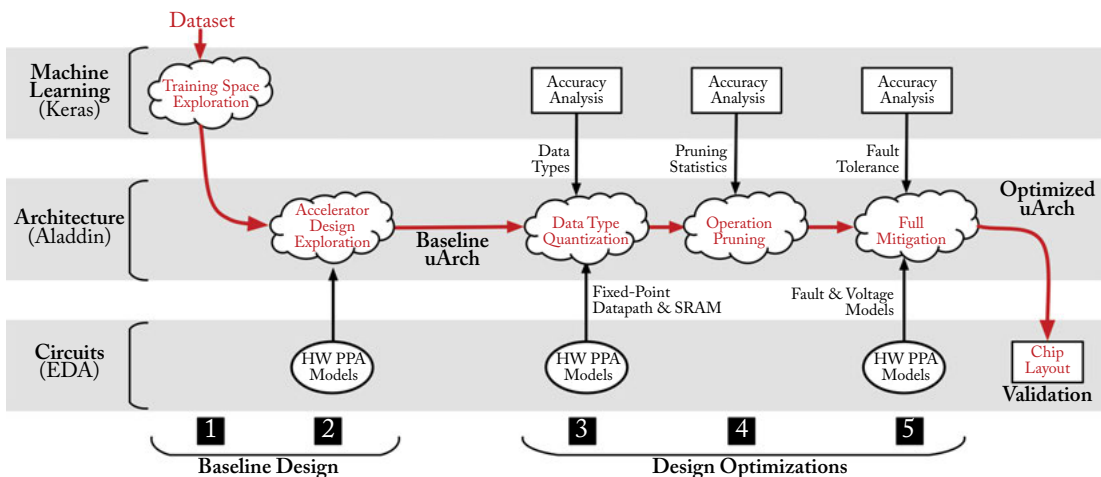 Dataset
Machine
Learning
(Keras)
Training Space
Exploration
Accuracy
Analysis
Accuracy
Analysis
Accuracy
Analysis
Data
Types
Pruning
Statistics
Fault
Tolerance
Architecture
(Aladdin)
Accelerator
Design
Exploration
Baseline
uArch
Data Type
Quantization
Operation
Pruning
Full
Mitigation
Optimized
uArch
Fixed-Point
Datapath & SRAM
Fault & Voltage
Models
Circuits
(EDA)
HW PPA
Models
HW PPA
Models
HW PPA
Models
Chip
Layout
Validation
1
2
3
4
5
Baseline Design
Design Optimizations